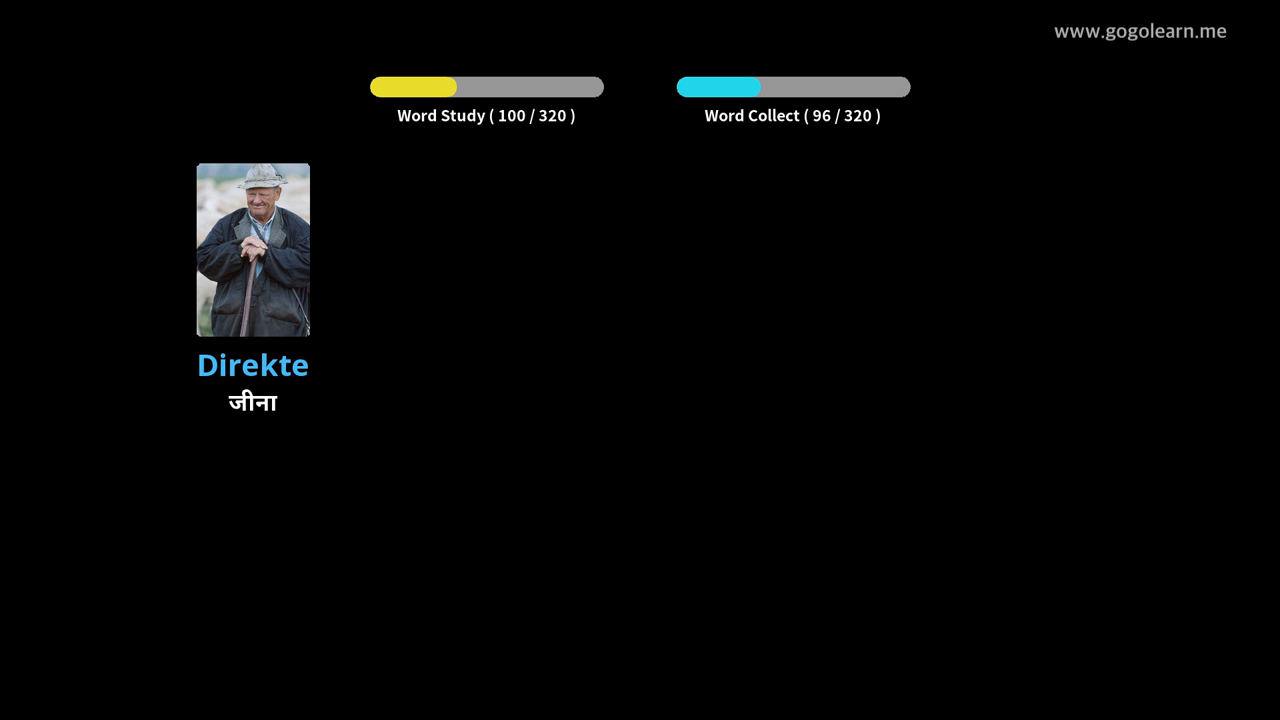 www.gogolearn.me
Word Study ( 100 / 320 )
Word Collect ( 96 / 320 )
Direkte
जीना